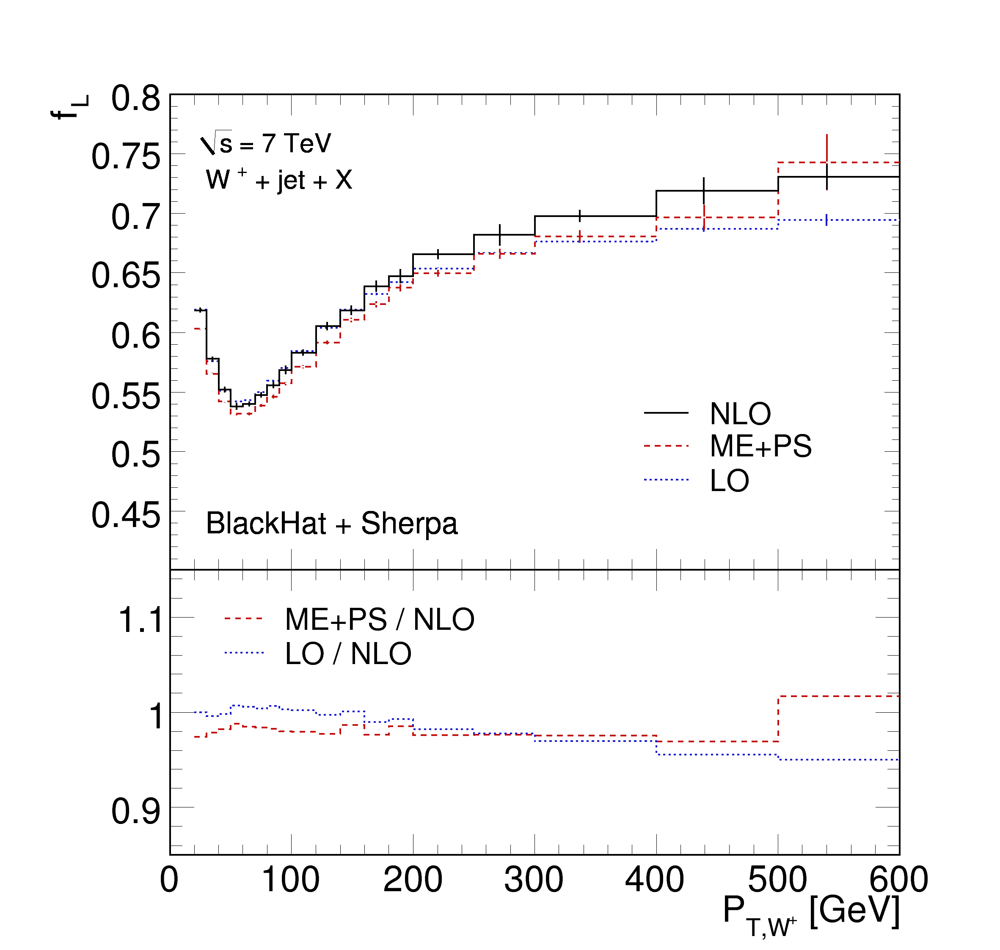 f_L
0.8
0.75
0.7
0.65
0.6
0.55
0.5
0.45
√s = 7 TeV
W⁺ + jet + X
NLO
ME+PS
LO
BlackHat + Sherpa
1.1
1
0.9
ME+PS / NLO
LO / NLO
0 100 200 300 400 500 600
P_T,W⁺ [GeV]